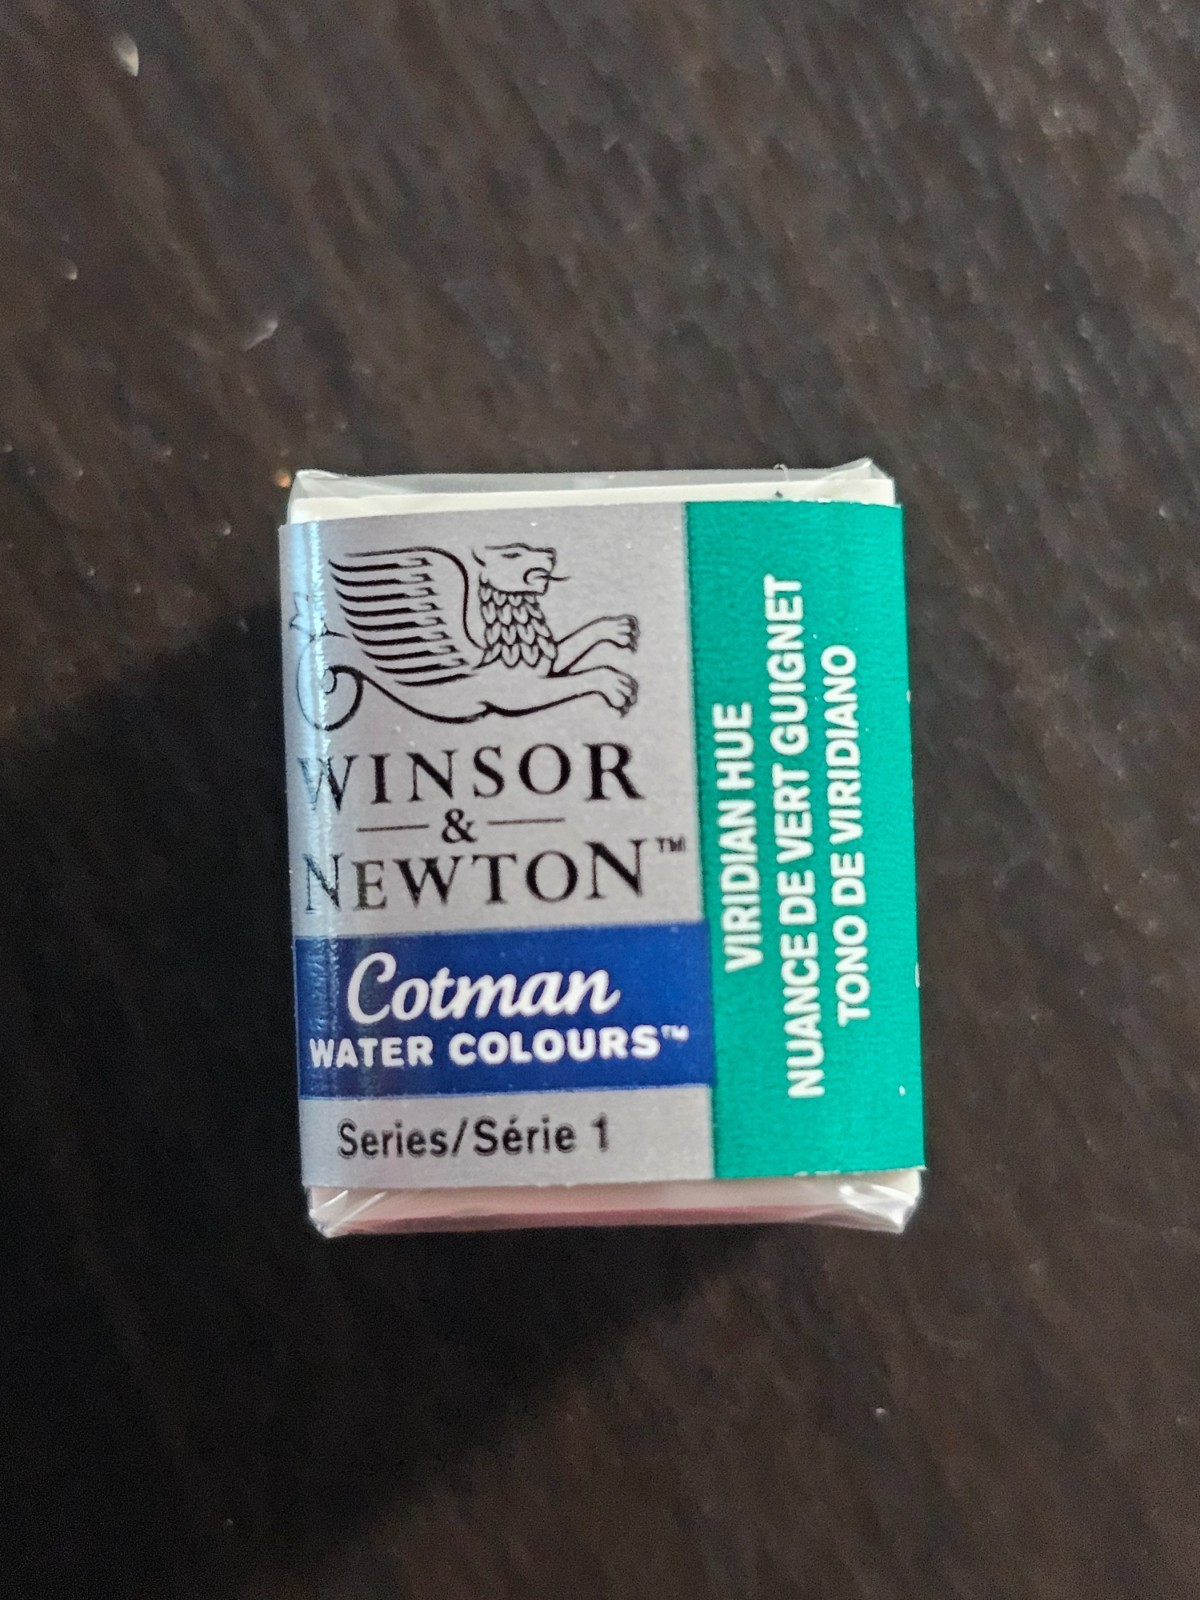 WINSOR
&
NEWTON™
Cotman
WATER COLOURS™
Series/Série 1
VIRIDIAN HUE
NUANCE DE VERT GUIGNET
TONO DE VIRIDIANO